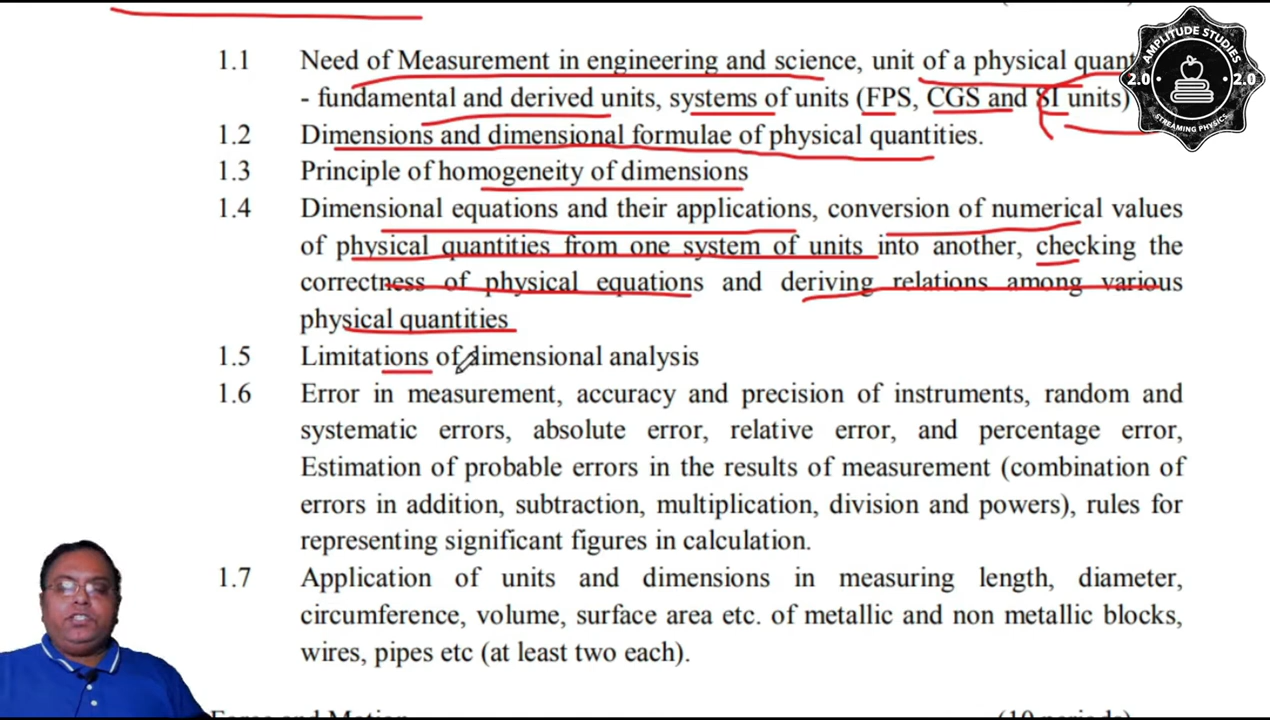 1.1 Need of Measurement in engineering and science, unit of a physical quant
- fundamental and derived units, systems of units (FPS, CGS and SI units)
1.2 Dimensions and dimensional formulae of physical quantities.
1.3 Principle of homogeneity of dimensions
1.4 Dimensional equations and their applications, conversion of numerical values
of physical quantities from one system of units into another, checking the
correctness of physical equations and deriving relations among various
physical quantities
1.5 Limitations of dimensional analysis
1.6 Error in measurement, accuracy and precision of instruments, random and
systematic errors, absolute error, relative error, and percentage error,
Estimation of probable errors in the results of measurement (combination of
errors in addition, subtraction, multiplication, division and powers), rules for
representing significant figures in calculation.
1.7 Application of units and dimensions in measuring length, diameter,
circumference, volume, surface area etc. of metallic and non metallic blocks,
wires, pipes etc (at least two each).
Force and Motion (10 periods)
AMPLITUDE STUDIES
2.0 2.0
STREAMING PHYSICS